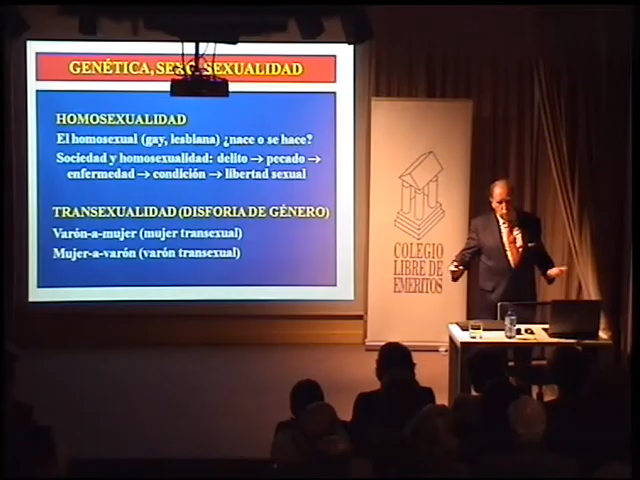 GENÉTICA, SEXO, SEXUALIDAD
HOMOSEXUALIDAD
El homosexual (gay, lesbiana) ¿nace o se hace?
Sociedad y homosexualidad: delito → pecado →
enfermedad → condición → libertad sexual
TRANSEXUALIDAD (DISFORIA DE GÉNERO)
Varón-a-mujer (mujer transexual)
Mujer-a-varón (varón transexual)
COLEGIO
LIBRE DE
EMERITOS